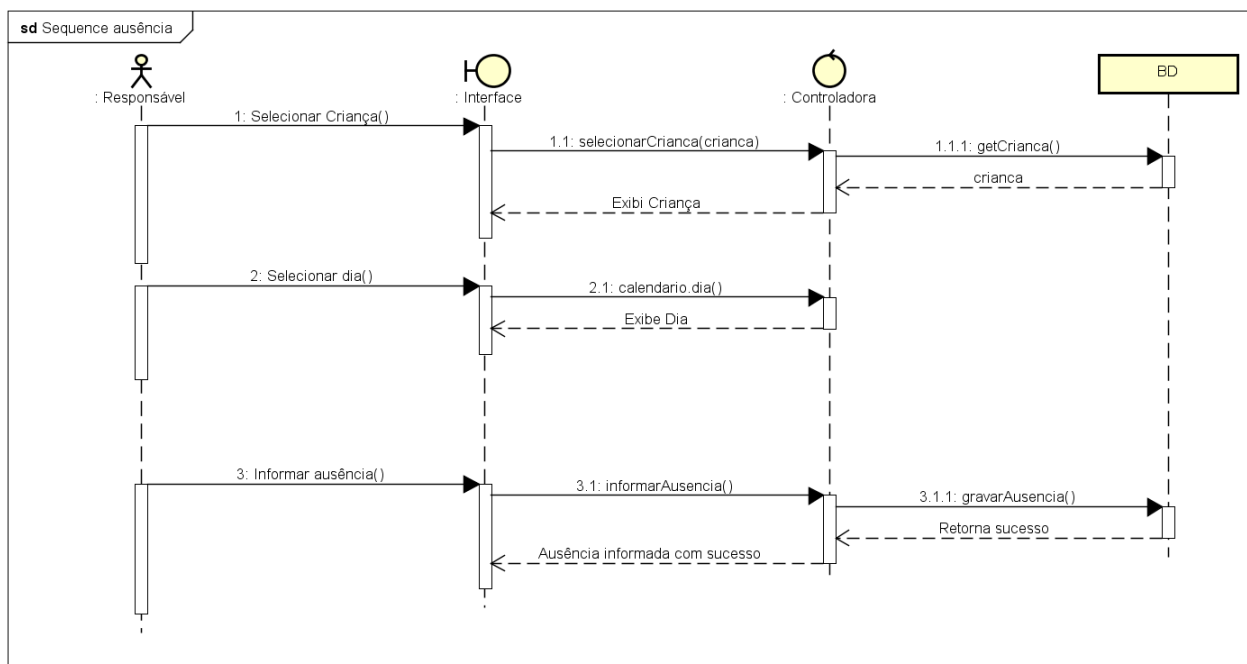 sd Sequence ausência
: Responsável
: Interface
: Controladora
BD
1: Selecionar Criança()
1.1: selecionarCrianca(crianca)
1.1.1: getCrianca()
crianca
Exibi Criança
2: Selecionar dia()
2.1: calendario.dia()
Exibe Dia
3: Informar ausência()
3.1: informarAusencia()
3.1.1: gravarAusencia()
Retorna sucesso
Ausência informada com sucesso